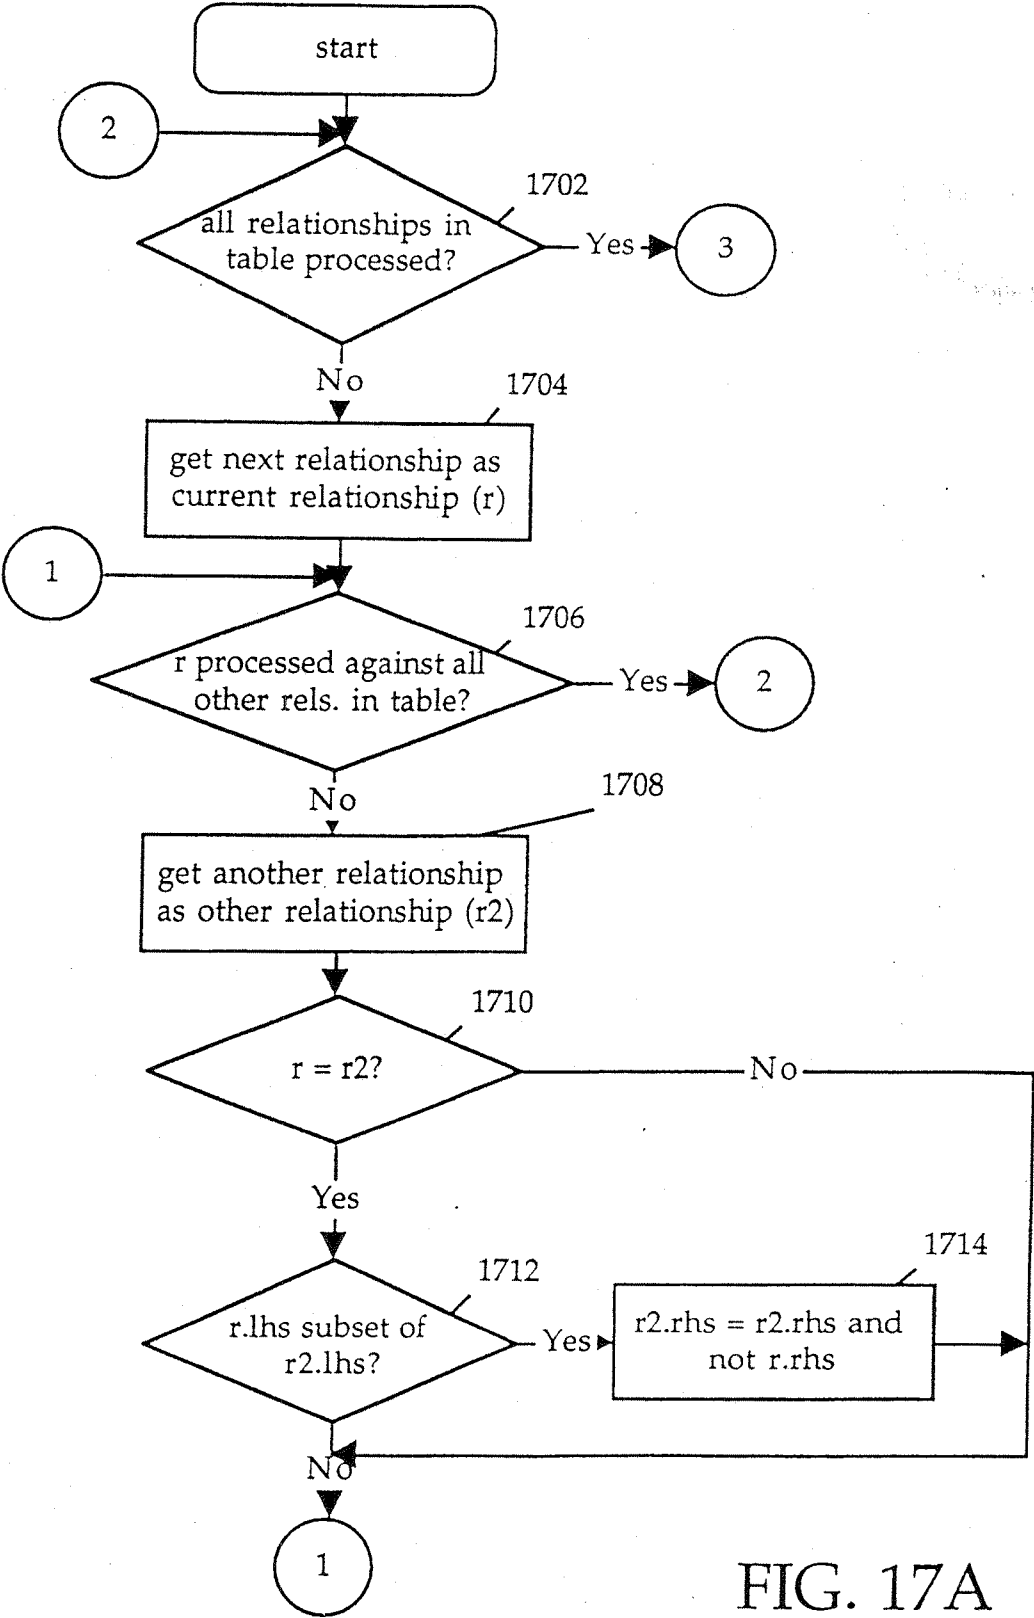 start
2
1702
all relationships in
table processed?
Yes
3
No
1704
get next relationship as
current relationship (r)
1
1706
r processed against all
other rels. in table?
Yes
2
No
1708
get another relationship
as other relationship (r2)
1710
r = r2?
No
Yes
1712
1714
r.lhs subset of
r2.lhs?
Yes
r2.rhs = r2.rhs and
not r.rhs
No
1
FIG. 17A